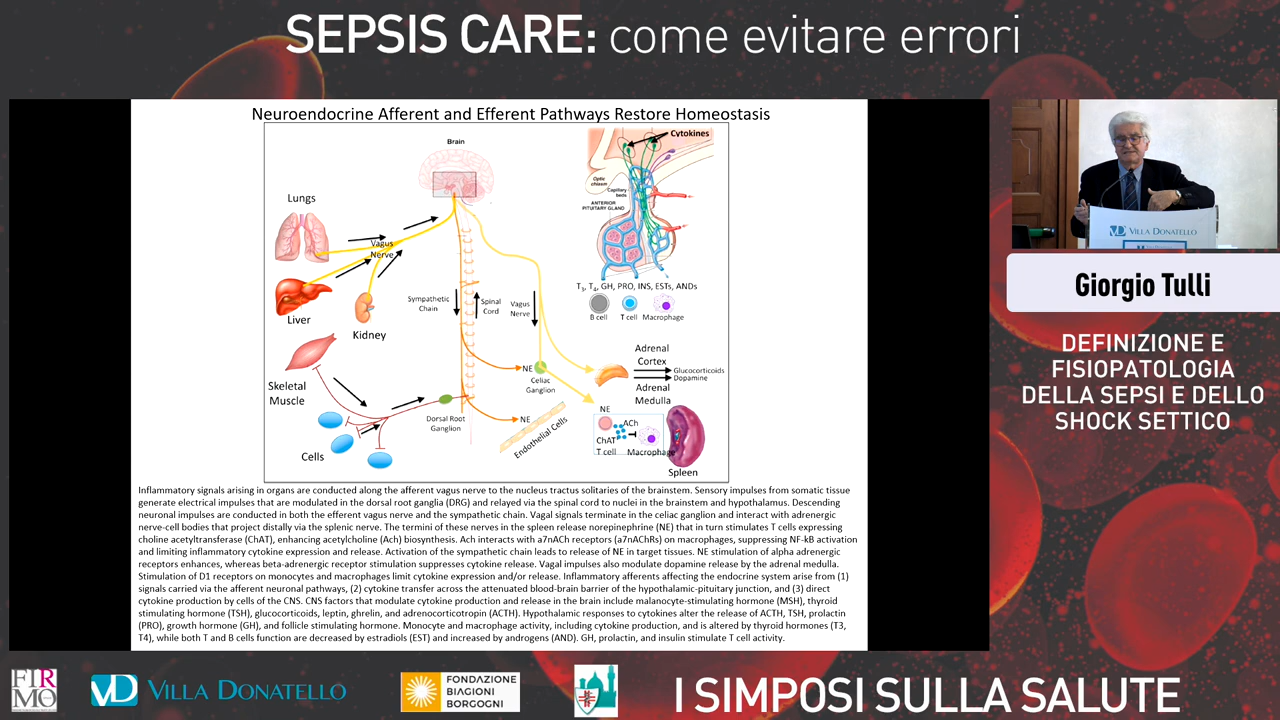 SEPSIS CARE: come evitare errori
Neuroendocrine Afferent and Efferent Pathways Restore Homeostasis
Brain
Cytokines
Optic
chiasm
Capillary
beds
ANTERIOR
PITUITARY GLAND
Lungs
Vagus
Nerve
Liver
Kidney
Sympathetic
Chain
Spinal
Cord
Vagus
Nerve
T3, T4, GH, PRO, INS, ESTs, ANDs
B cell
T cell
Macrophage
Skeletal
Muscle
Cells
Dorsal Root
Ganglion
NE
Celiac
Ganglion
NE
Endothelial Cells
Adrenal
Cortex
Glucocorticoids
Dopamine
Adrenal
Medulla
NE
ACh
ChAT
T cell
Macrophage
Spleen
Inflammatory signals arising in organs are conducted along the afferent vagus nerve to the nucleus tractus solitaries of the brainstem. Sensory impulses from somatic tissue
generate electrical impulses that are modulated in the dorsal root ganglia (DRG) and relayed via the spinal cord to nuclei in the brainstem and hypothalamus. Descending
neuronal impulses are conducted in both the efferent vagus nerve and the sympathetic chain. Vagal signals terminate in the celiac ganglion and interact with adrenergic
nerve-cell bodies that project distally via the splenic nerve. The termini of these nerves in the spleen release norepinephrine (NE) that in turn stimulates T cells expressing
choline acetyltransferase (ChAT), enhancing acetylcholine (Ach) biosynthesis. Ach interacts with a7nACh receptors (a7nAChRs) on macrophages, suppressing NF-kB activation
and limiting inflammatory cytokine expression and release. Activation of the sympathetic chain leads to release of NE in target tissues. NE stimulation of alpha adrenergic
receptors enhances, whereas beta-adrenergic receptor stimulation suppresses cytokine release. Vagal impulses also modulate dopamine release by the adrenal medulla.
Stimulation of D1 receptors on monocytes and macrophages limit cytokine expression and/or release. Inflammatory afferents affecting the endocrine system arise from (1)
signals carried via the afferent neuronal pathways, (2) cytokine transfer across the attenuated blood-brain barrier of the hypothalamic-pituitary junction, and (3) direct
cytokine production by cells of the CNS. CNS factors that modulate cytokine production and release in the brain include malanocyte-stimulating hormone (MSH), thyroid
stimulating hormone (TSH), glucocorticoids, leptin, ghrelin, and adrenocorticotropin (ACTH). Hypothalamic responses to cytokines alter the release of ACTH, TSH, prolactin
(PRO), growth hormone (GH), and follicle stimulating hormone. Monocyte and macrophage activity, including cytokine production, and is altered by thyroid hormones (T3,
T4), while both T and B cells function are decreased by estradiols (EST) and increased by androgens (AND). GH, prolactin, and insulin stimulate T cell activity.
VILLA DONATELLO
Giorgio Tulli
DEFINIZIONE E
FISIOPATOLOGIA
DELLA SEPSI E DELLO
SHOCK SETTICO
FIR
MO
VD VILLA DONATELLO
FONDAZIONE
BIAGIONI
BORGOGNI
I SIMPOSI SULLA SALUTE